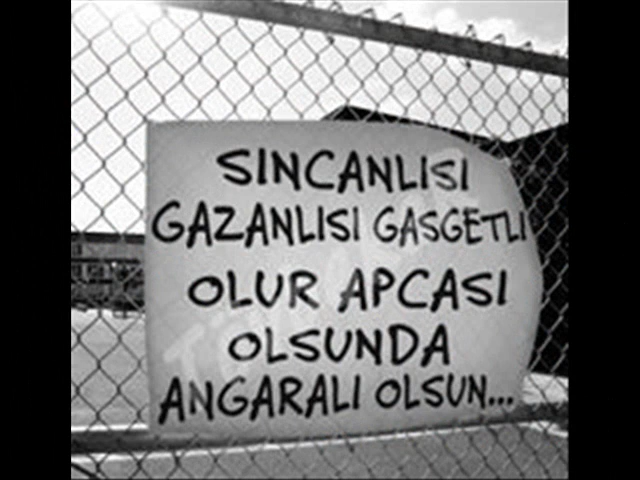 SINCANLISI
GAZANLISI GASGETLI
OLUR APCASI
OLSUNDA
ANGARALI OLSUN...